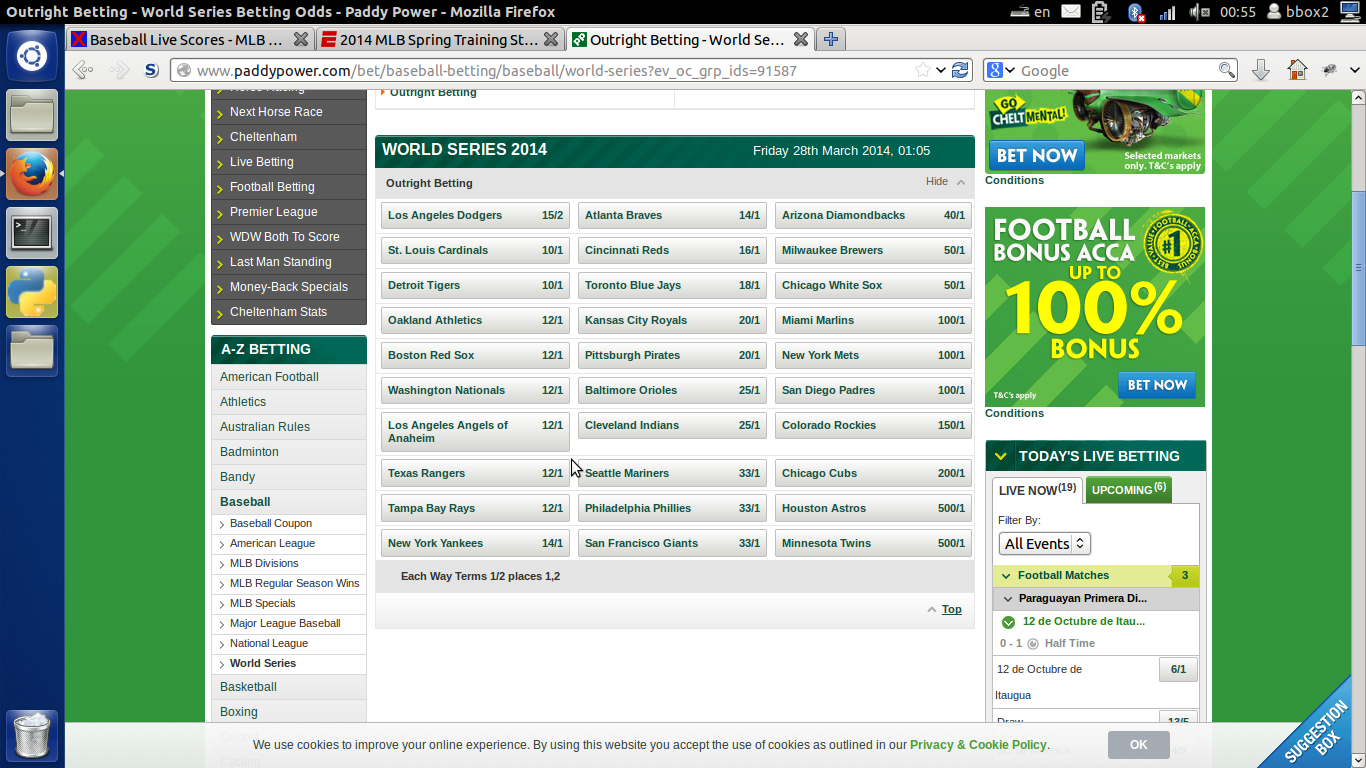 Outright Betting - World Series Betting Odds - Paddy Power - Mozilla Firefox
en
00:55
bbox2
Baseball Live Scores - MLB ...
2014 MLB Spring Training St...
Outright Betting - World Se...
www.paddypower.com/bet/baseball-betting/baseball/world-series?ev_oc_grp_ids=91587
Google
Next Horse Race
Cheltenham
Live Betting
Football Betting
Premier League
WDW Both To Score
Last Man Standing
Money-Back Specials
Cheltenham Stats
A-Z BETTING
American Football
Athletics
Australian Rules
Badminton
Bandy
Baseball
Baseball Coupon
American League
MLB Divisions
MLB Regular Season Wins
MLB Specials
Major League Baseball
National League
World Series
Basketball
Boxing
Outright Betting
WORLD SERIES 2014
Friday 28th March 2014, 01:05
Outright Betting
Hide
Los Angeles Dodgers 15/2
Atlanta Braves 14/1
Arizona Diamondbacks 40/1
St. Louis Cardinals 10/1
Cincinnati Reds 16/1
Milwaukee Brewers 50/1
Detroit Tigers 10/1
Toronto Blue Jays 18/1
Chicago White Sox 50/1
Oakland Athletics 12/1
Kansas City Royals 20/1
Miami Marlins 100/1
Boston Red Sox 12/1
Pittsburgh Pirates 20/1
New York Mets 100/1
Washington Nationals 12/1
Baltimore Orioles 25/1
San Diego Padres 100/1
Los Angeles Angels of 12/1
Anaheim
Cleveland Indians 25/1
Colorado Rockies 150/1
Texas Rangers 12/1
Seattle Mariners 33/1
Chicago Cubs 200/1
Tampa Bay Rays 12/1
Philadelphia Phillies 33/1
Houston Astros 500/1
New York Yankees 14/1
San Francisco Giants 33/1
Minnesota Twins 500/1
Each Way Terms 1/2 places 1,2
Top
GO
CHELTMENTAL!
BET NOW
Selected markets
only. T&C's apply
Conditions
FOOTBALL
BONUS ACCA
#1
UP TO
100%
BONUS
BET NOW
T&C's apply
Conditions
TODAY'S LIVE BETTING
LIVE NOW(19)
UPCOMING(6)
Filter By:
All Events
Football Matches 3
Paraguayan Primera Di...
12 de Octubre de Itau...
0 - 1 Half Time
12 de Octubre de 6/1
Itaugua
Draw
SUGGESTION
BOX
We use cookies to improve your online experience. By using this website you accept the use of cookies as outlined in our Privacy & Cookie Policy.
OK